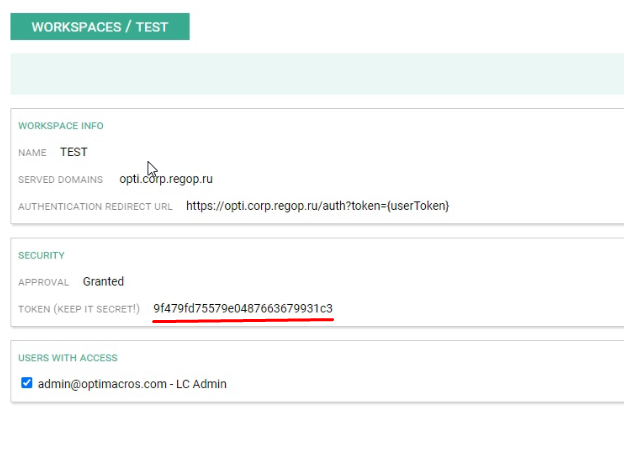 WORKSPACES / TEST
WORKSPACE INFO
NAME TEST
SERVED DOMAINS opti.corp.regop.ru
AUTHENTICATION REDIRECT URL https://opti.corp.regop.ru/auth?token={userToken}
SECURITY
APPROVAL Granted
TOKEN (KEEP IT SECRET!) 9f479fd75579e0487663679931c3
USERS WITH ACCESS
admin@optimacros.com - LC Admin